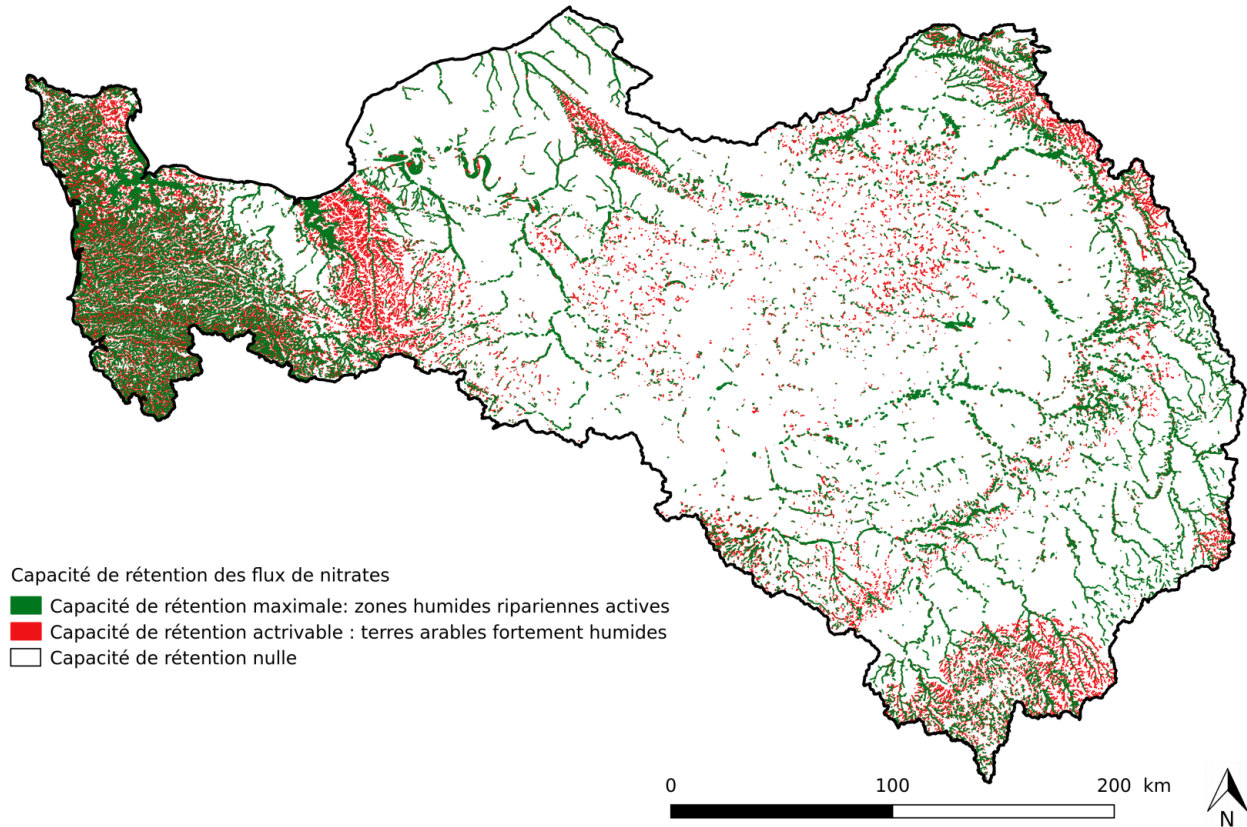 Capacité de rétention des flux de nitrates
Capacité de rétention maximale: zones humides ripariennes actives
Capacité de rétention actrivable : terres arables fortement humides
Capacité de rétention nulle
0 100 200 km
N